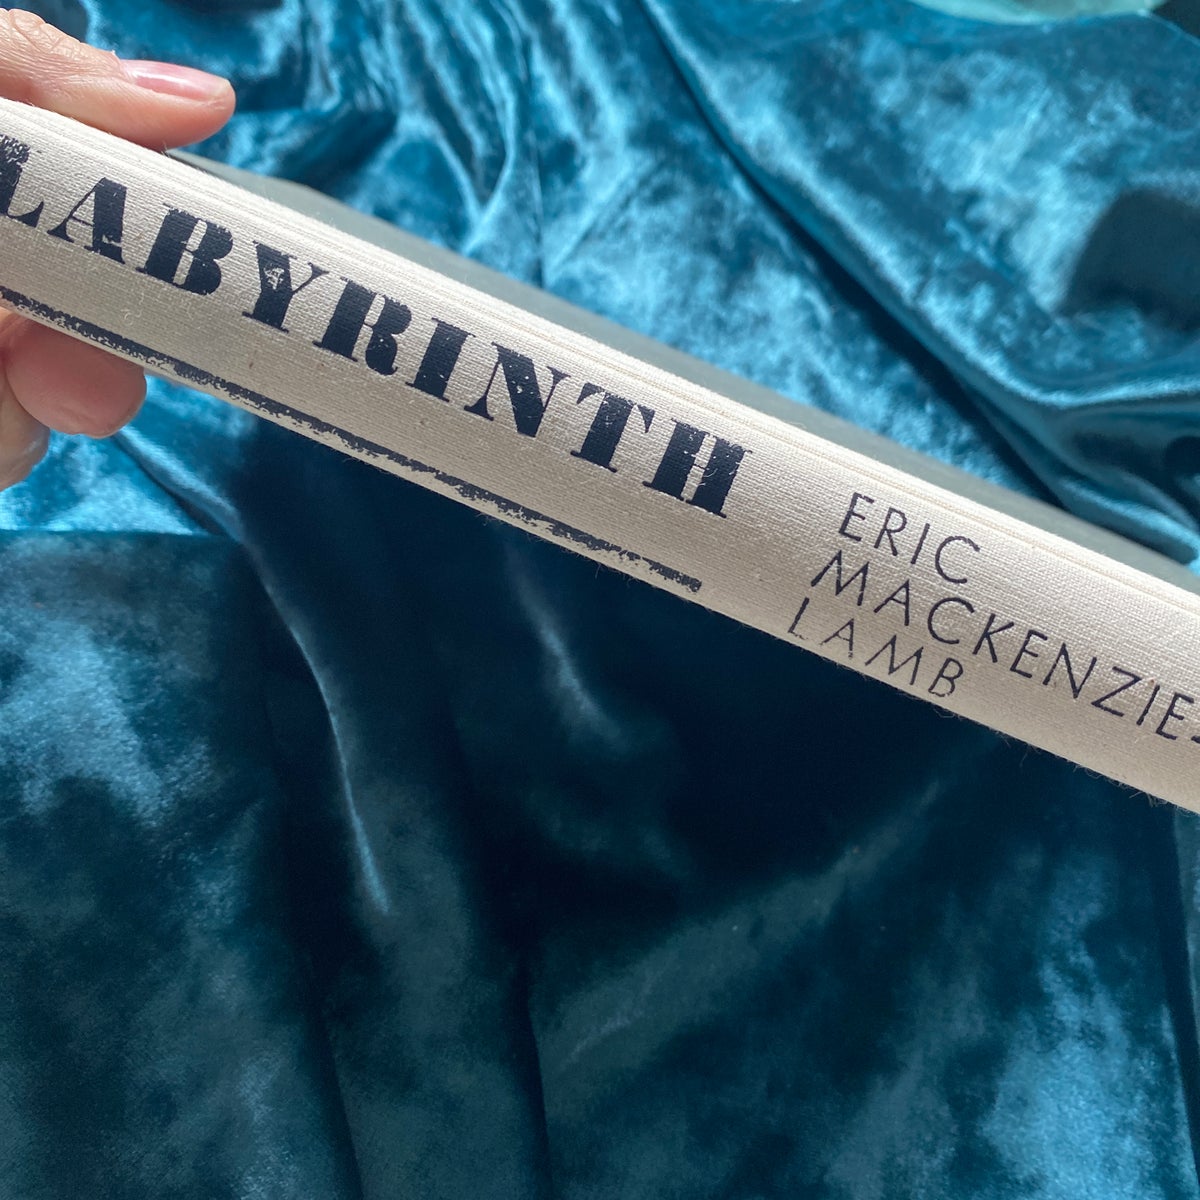 LABYRINTH
ERIC
MACKENZIE-
LAMB